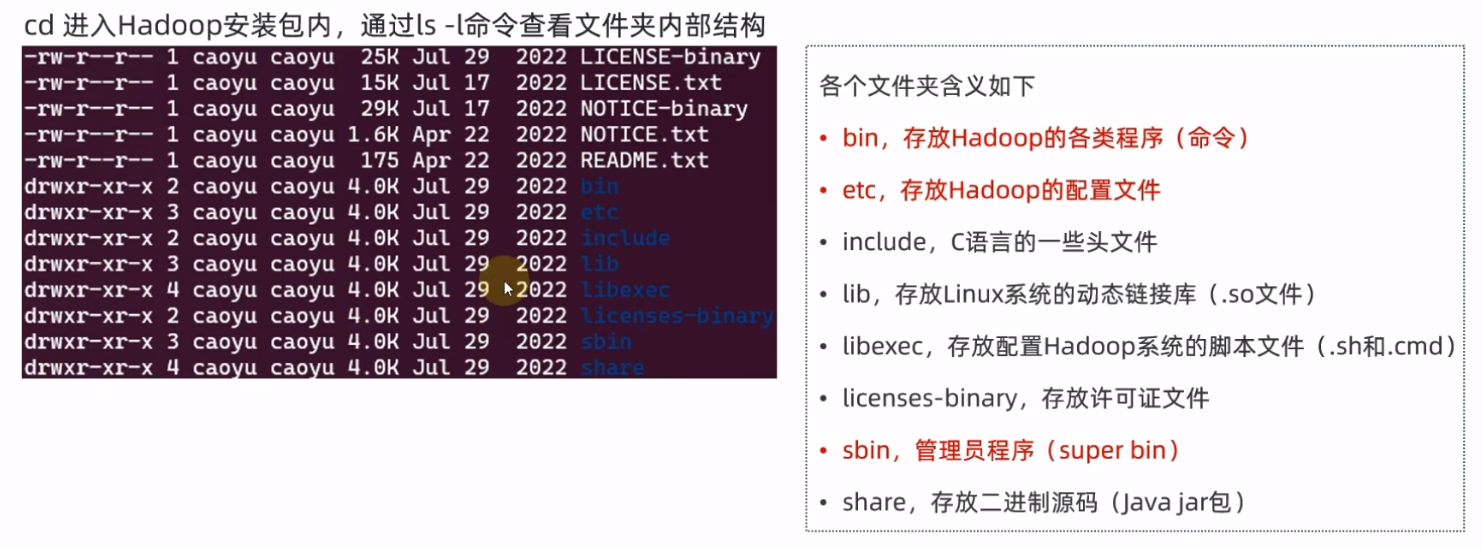 cd 进入Hadoop安装包内，通过ls -l命令查看文件夹内部结构
-rw-r--r-- 1 caoyu caoyu  25K Jul 29  2022 LICENSE-binary
-rw-r--r-- 1 caoyu caoyu  15K Jul 17  2022 LICENSE.txt
-rw-r--r-- 1 caoyu caoyu  29K Jul 17  2022 NOTICE-binary
-rw-r--r-- 1 caoyu caoyu 1.6K Apr 22  2022 NOTICE.txt
-rw-r--r-- 1 caoyu caoyu  175 Apr 22  2022 README.txt
drwxr-xr-x 2 caoyu caoyu 4.0K Jul 29  2022 bin
drwxr-xr-x 3 caoyu caoyu 4.0K Jul 29  2022 etc
drwxr-xr-x 2 caoyu caoyu 4.0K Jul 29  2022 include
drwxr-xr-x 3 caoyu caoyu 4.0K Jul 29  2022 lib
drwxr-xr-x 4 caoyu caoyu 4.0K Jul 29  2022 libexec
drwxr-xr-x 2 caoyu caoyu 4.0K Jul 29  2022 licenses-binary
drwxr-xr-x 3 caoyu caoyu 4.0K Jul 29  2022 sbin
drwxr-xr-x 4 caoyu caoyu 4.0K Jul 29  2022 share
各个文件夹含义如下
• bin，存放Hadoop的各类程序（命令）
• etc，存放Hadoop的配置文件
• include，C语言的一些头文件
• lib，存放Linux系统的动态链接库（.so文件）
• libexec，存放配置Hadoop系统的脚本文件（.sh和.cmd）
• licenses-binary，存放许可证文件
• sbin，管理员程序（super bin）
• share，存放二进制源码（Java jar包）